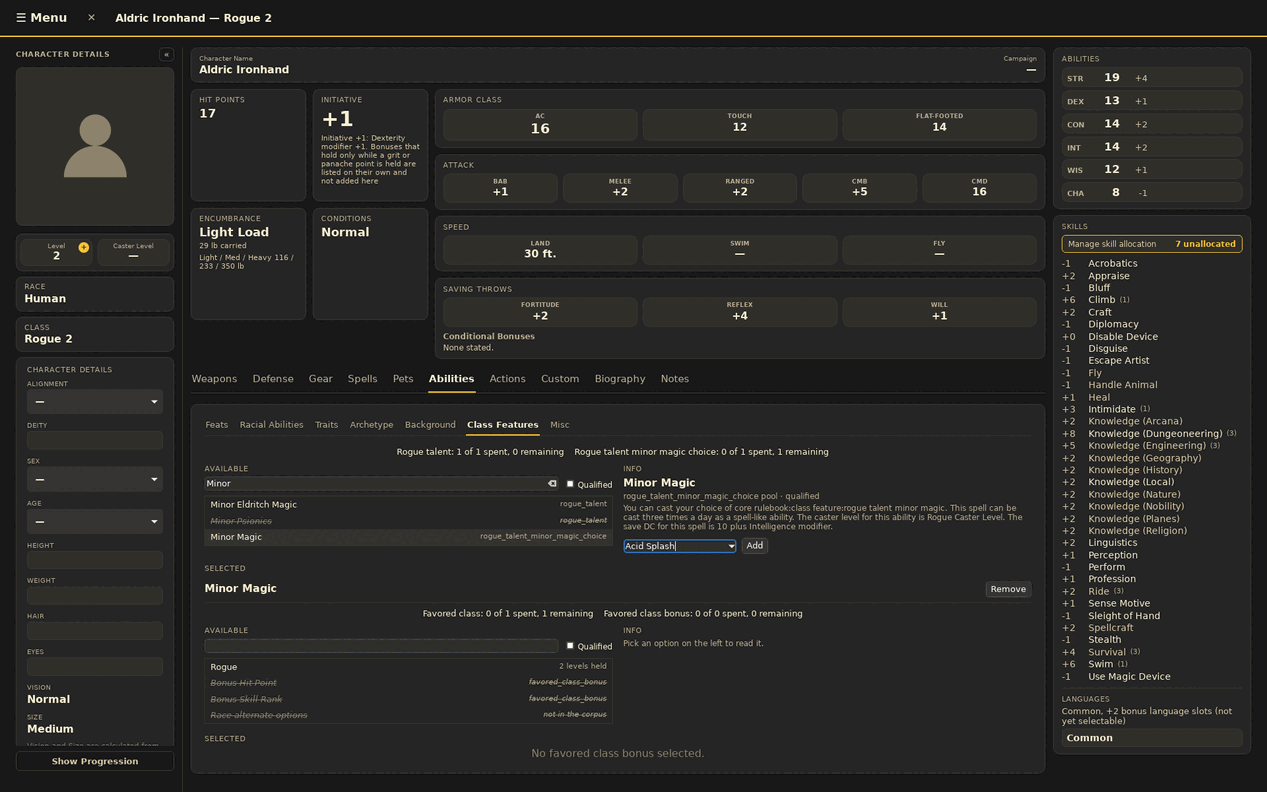 ☰ Menu × Aldric Ironhand — Rogue 2
CHARACTER DETAILS «
Level
2
+
Caster Level
—
RACE
Human
CLASS
Rogue 2
CHARACTER DETAILS
ALIGNMENT
—
DEITY
SEX
—
AGE
—
HEIGHT
WEIGHT
HAIR
EYES
VISION
Normal
SIZE
Medium
Vision and Size are calculated from
Show Progression
Character Name
Aldric Ironhand
Campaign
—
HIT POINTS
17
INITIATIVE
+1
Initiative +1: Dexterity
modifier +1. Bonuses that
hold only while a grit or
panache point is held are
listed on their own and
not added here
ENCUMBRANCE
Light Load
29 lb carried
Light / Med / Heavy 116 /
233 / 350 lb
CONDITIONS
Normal
ARMOR CLASS
AC
16
TOUCH
12
FLAT-FOOTED
14
ATTACK
BAB
+1
MELEE
+2
RANGED
+2
CMB
+5
CMD
16
SPEED
LAND
30 ft.
SWIM
—
FLY
—
SAVING THROWS
FORTITUDE
+2
REFLEX
+4
WILL
+1
Conditional Bonuses
None stated.
Weapons Defense Gear Spells Pets Abilities Actions Custom Biography Notes
Feats Racial Abilities Traits Archetype Background Class Features Misc
Rogue talent: 1 of 1 spent, 0 remaining Rogue talent minor magic choice: 0 of 1 spent, 1 remaining
AVAILABLE
Minor Qualified
Minor Eldritch Magic rogue_talent
Minor Psionics rogue_talent
Minor Magic rogue_talent_minor_magic_choice
INFO
Minor Magic
rogue_talent_minor_magic_choice pool · qualified
You can cast your choice of core rulebook:class feature:rogue talent minor magic. This spell can be
cast three times a day as a spell-like ability. The caster level for this ability is Rogue Caster Level. The
save DC for this spell is 10 plus Intelligence modifier.
Acid Splash Add
SELECTED
Minor Magic Remove
Favored class: 0 of 1 spent, 1 remaining Favored class bonus: 0 of 0 spent, 0 remaining
AVAILABLE
Qualified
Rogue 2 levels held
Bonus Hit Point favored_class_bonus
Bonus Skill Rank favored_class_bonus
Race alternate options not in the corpus
INFO
Pick an option on the left to read it.
SELECTED
No favored class bonus selected.
ABILITIES
STR 19 +4
DEX 13 +1
CON 14 +2
INT 14 +2
WIS 12 +1
CHA 8 -1
SKILLS
Manage skill allocation 7 unallocated
-1 Acrobatics
+2 Appraise
-1 Bluff
+6 Climb (1)
+2 Craft
-1 Diplomacy
+0 Disable Device
-1 Disguise
-1 Escape Artist
-1 Fly
-1 Handle Animal
+1 Heal
+3 Intimidate (1)
+2 Knowledge (Arcana)
+8 Knowledge (Dungeoneering) (3)
+5 Knowledge (Engineering) (3)
+2 Knowledge (Geography)
+2 Knowledge (History)
+2 Knowledge (Local)
+2 Knowledge (Nature)
+2 Knowledge (Nobility)
+2 Knowledge (Planes)
+2 Knowledge (Religion)
+2 Linguistics
+1 Perception
-1 Perform
+1 Profession
+2 Ride (3)
+1 Sense Motive
-1 Sleight of Hand
+2 Spellcraft
-1 Stealth
+4 Survival (3)
+6 Swim (1)
-1 Use Magic Device
LANGUAGES
Common, +2 bonus language slots (not
yet selectable)
Common